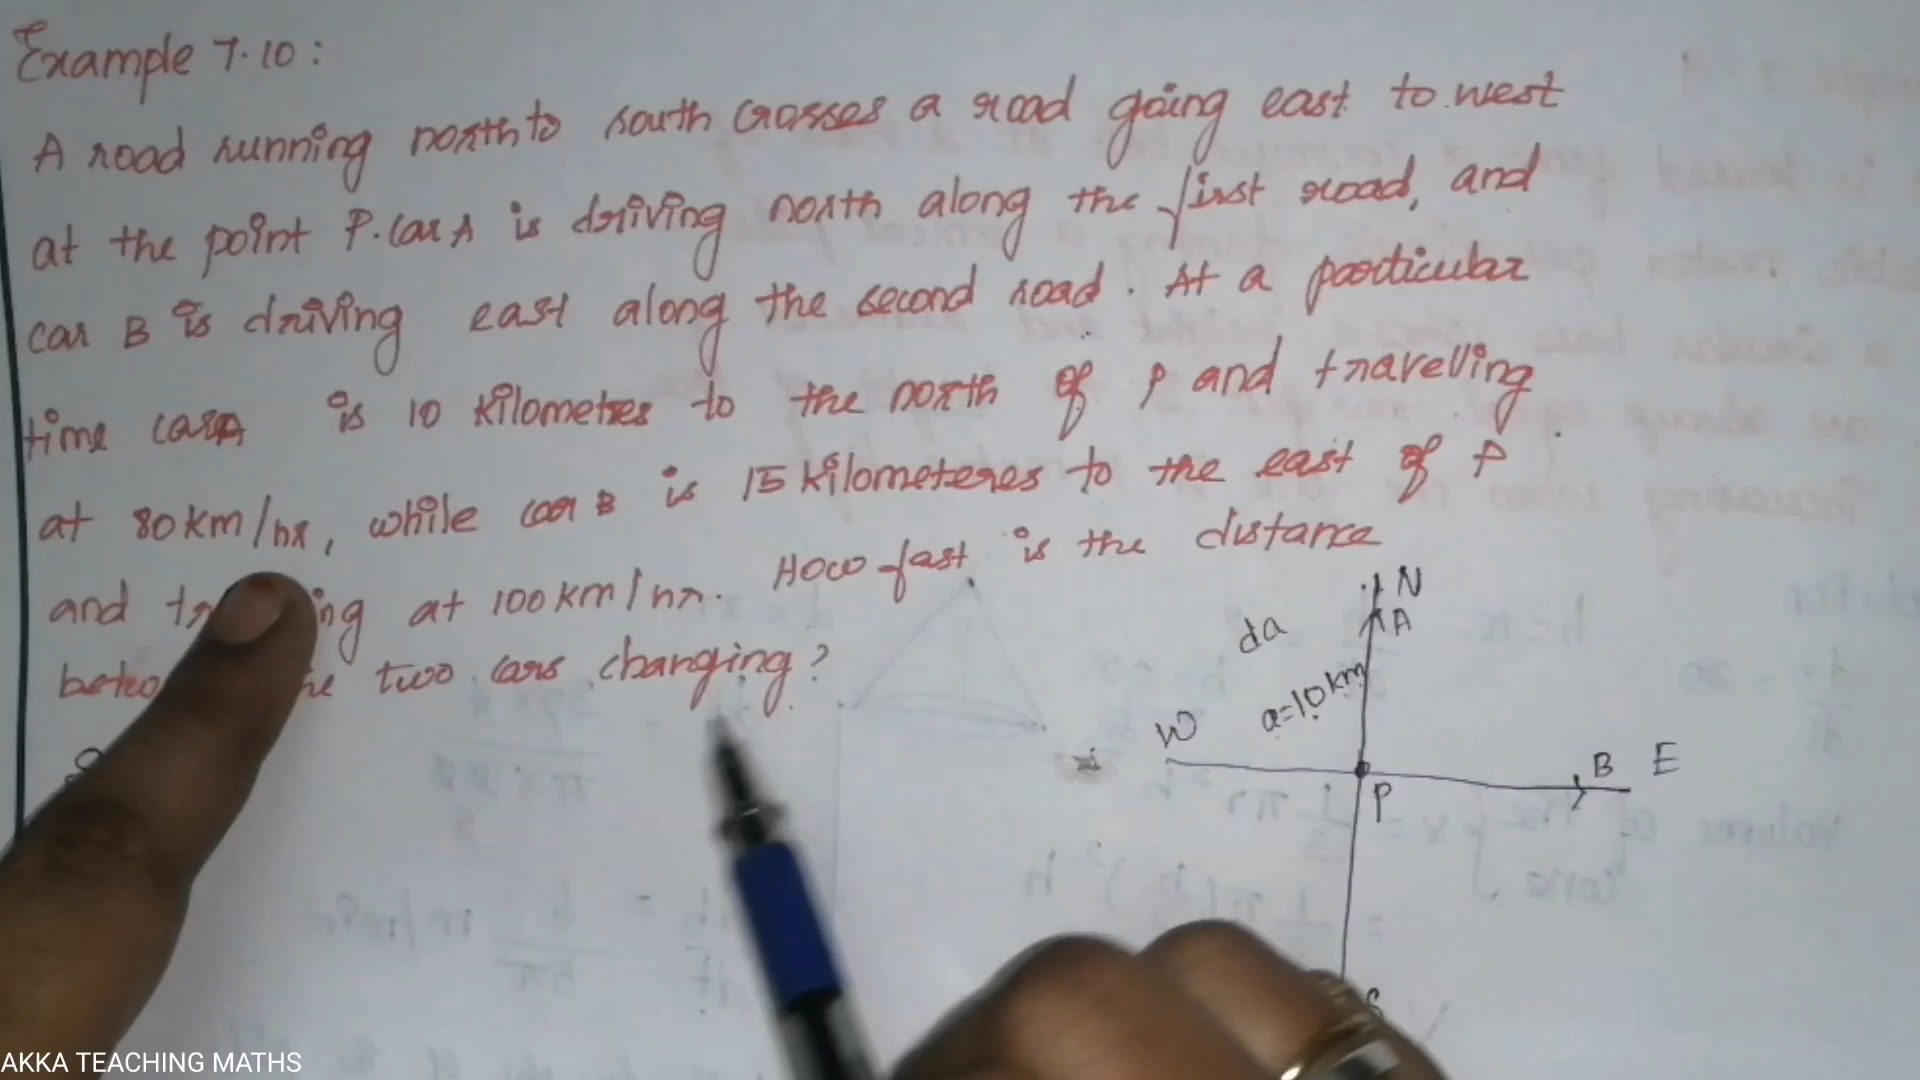 Example 7.10:
A road running north to south crosses a road going east to west
at the point P. Car A is driving north along the first road, and
car B is driving east along the second road. At a particular
time car A is 10 kilometres to the north of P and travelling
at 80 km/hr, while car B is 15 kilometeres to the east of P
and ing at 100 km/hr. How fast is the distance
two cars changing?
N
A
da
a=10km
W
B E
P
S
AKKA TEACHING MATHS